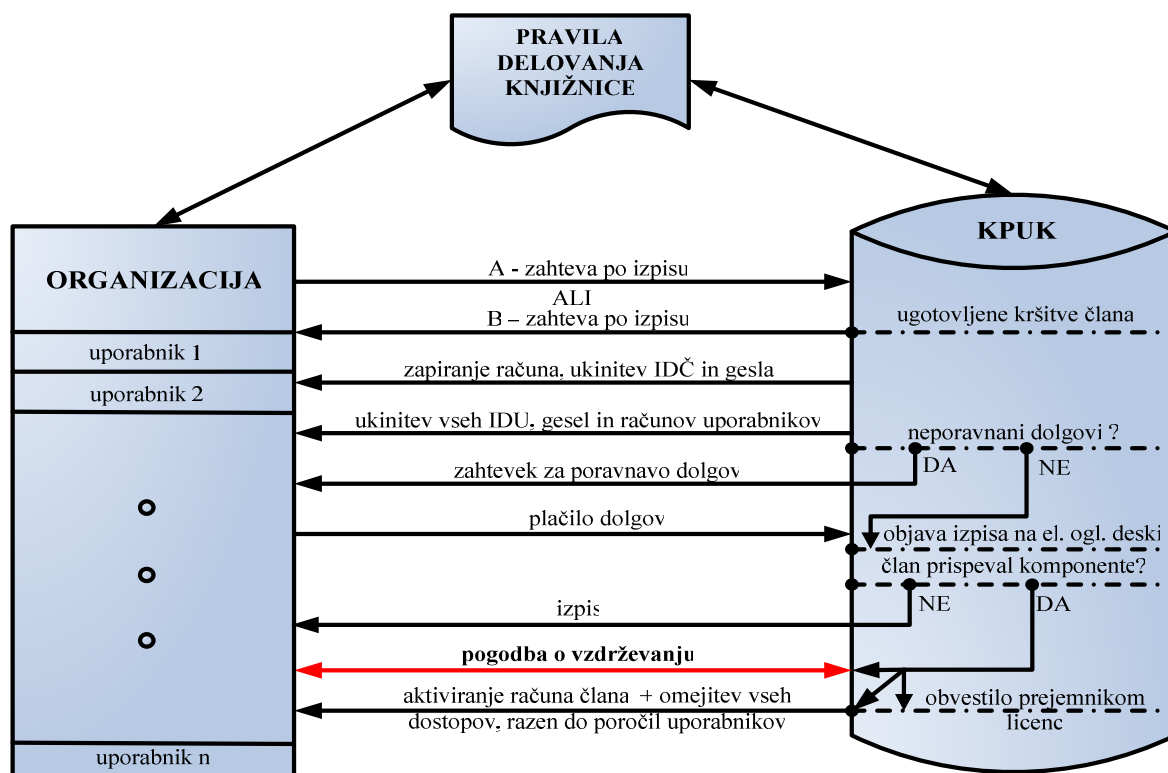 PRAVILA
DELOVANJA
KNJIŽNICE
KPUK
ORGANIZACIJA
A - zahteva po izpisu
ALI
B – zahteva po izpisu
ugotovljene kršitve člana
uporabnik 1
zapiranje računa, ukinitev IDČ in gesla
uporabnik 2
ukinitev vseh IDU, gesel in računov uporabnikov
neporavnani dolgovi ?
DA
NE
zahtevek za poravnavo dolgov
plačilo dolgov
objava izpisa na el. ogl. deski
član prispeval komponente?
NE
DA
izpis
pogodba o vzdrževanju
aktiviranje računa člana + omejitev vseh
dostopov, razen do poročil uporabnikov
obvestilo prejemnikom
licenc
uporabnik n